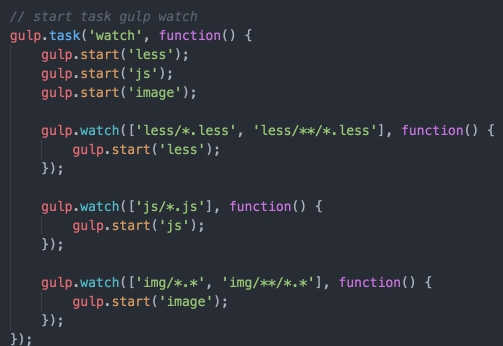 // start task gulp watch
gulp.task('watch', function() {
    gulp.start('less');
    gulp.start('js');
    gulp.start('image');

    gulp.watch(['less/*.less', 'less/**/*.less'], function() {
        gulp.start('less');
    });

    gulp.watch(['js/*.js'], function() {
        gulp.start('js');
    });

    gulp.watch(['img/*.*', 'img/**/*.*'], function() {
        gulp.start('image');
    });
});